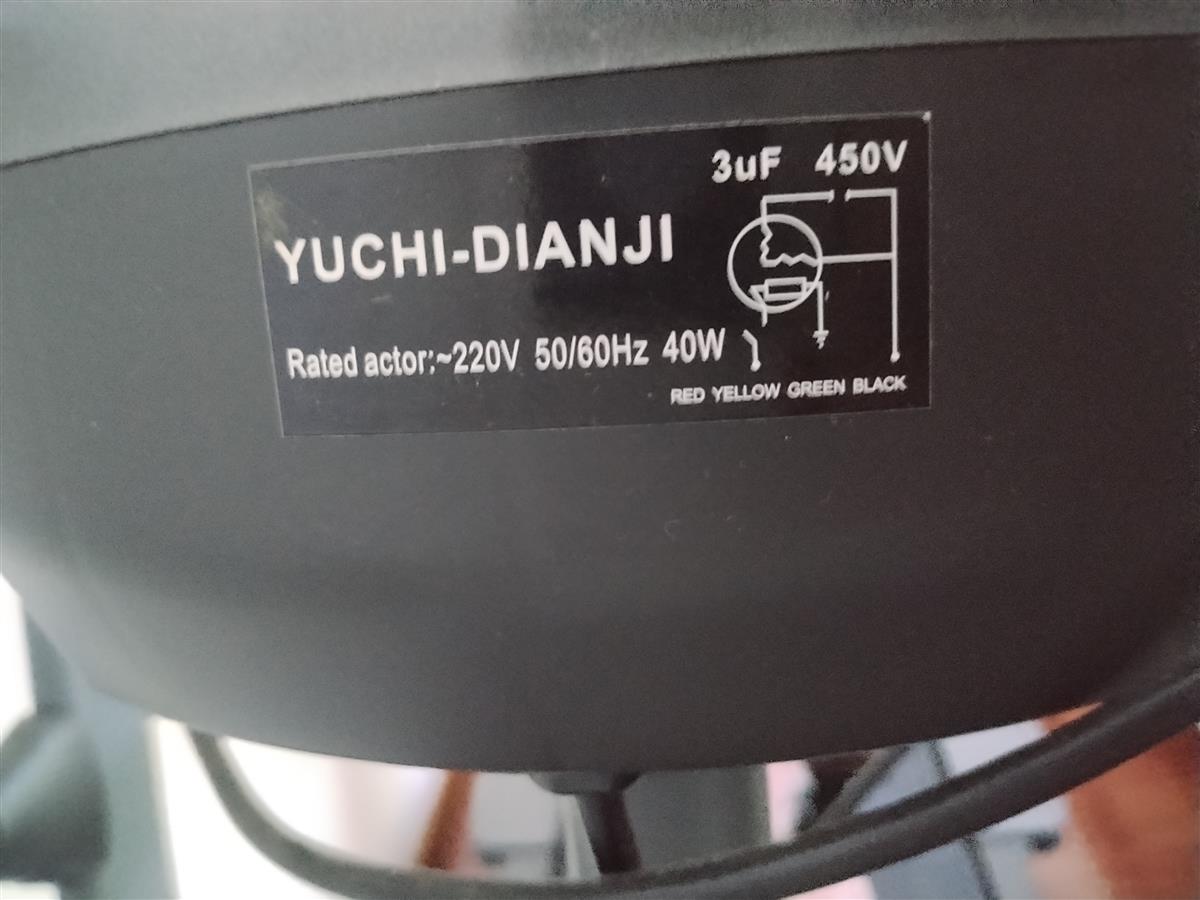 3uF 450V
YUCHI-DIANJI
Rated actor:~220V 50/60Hz 40W
RED YELLOW GREEN BLACK